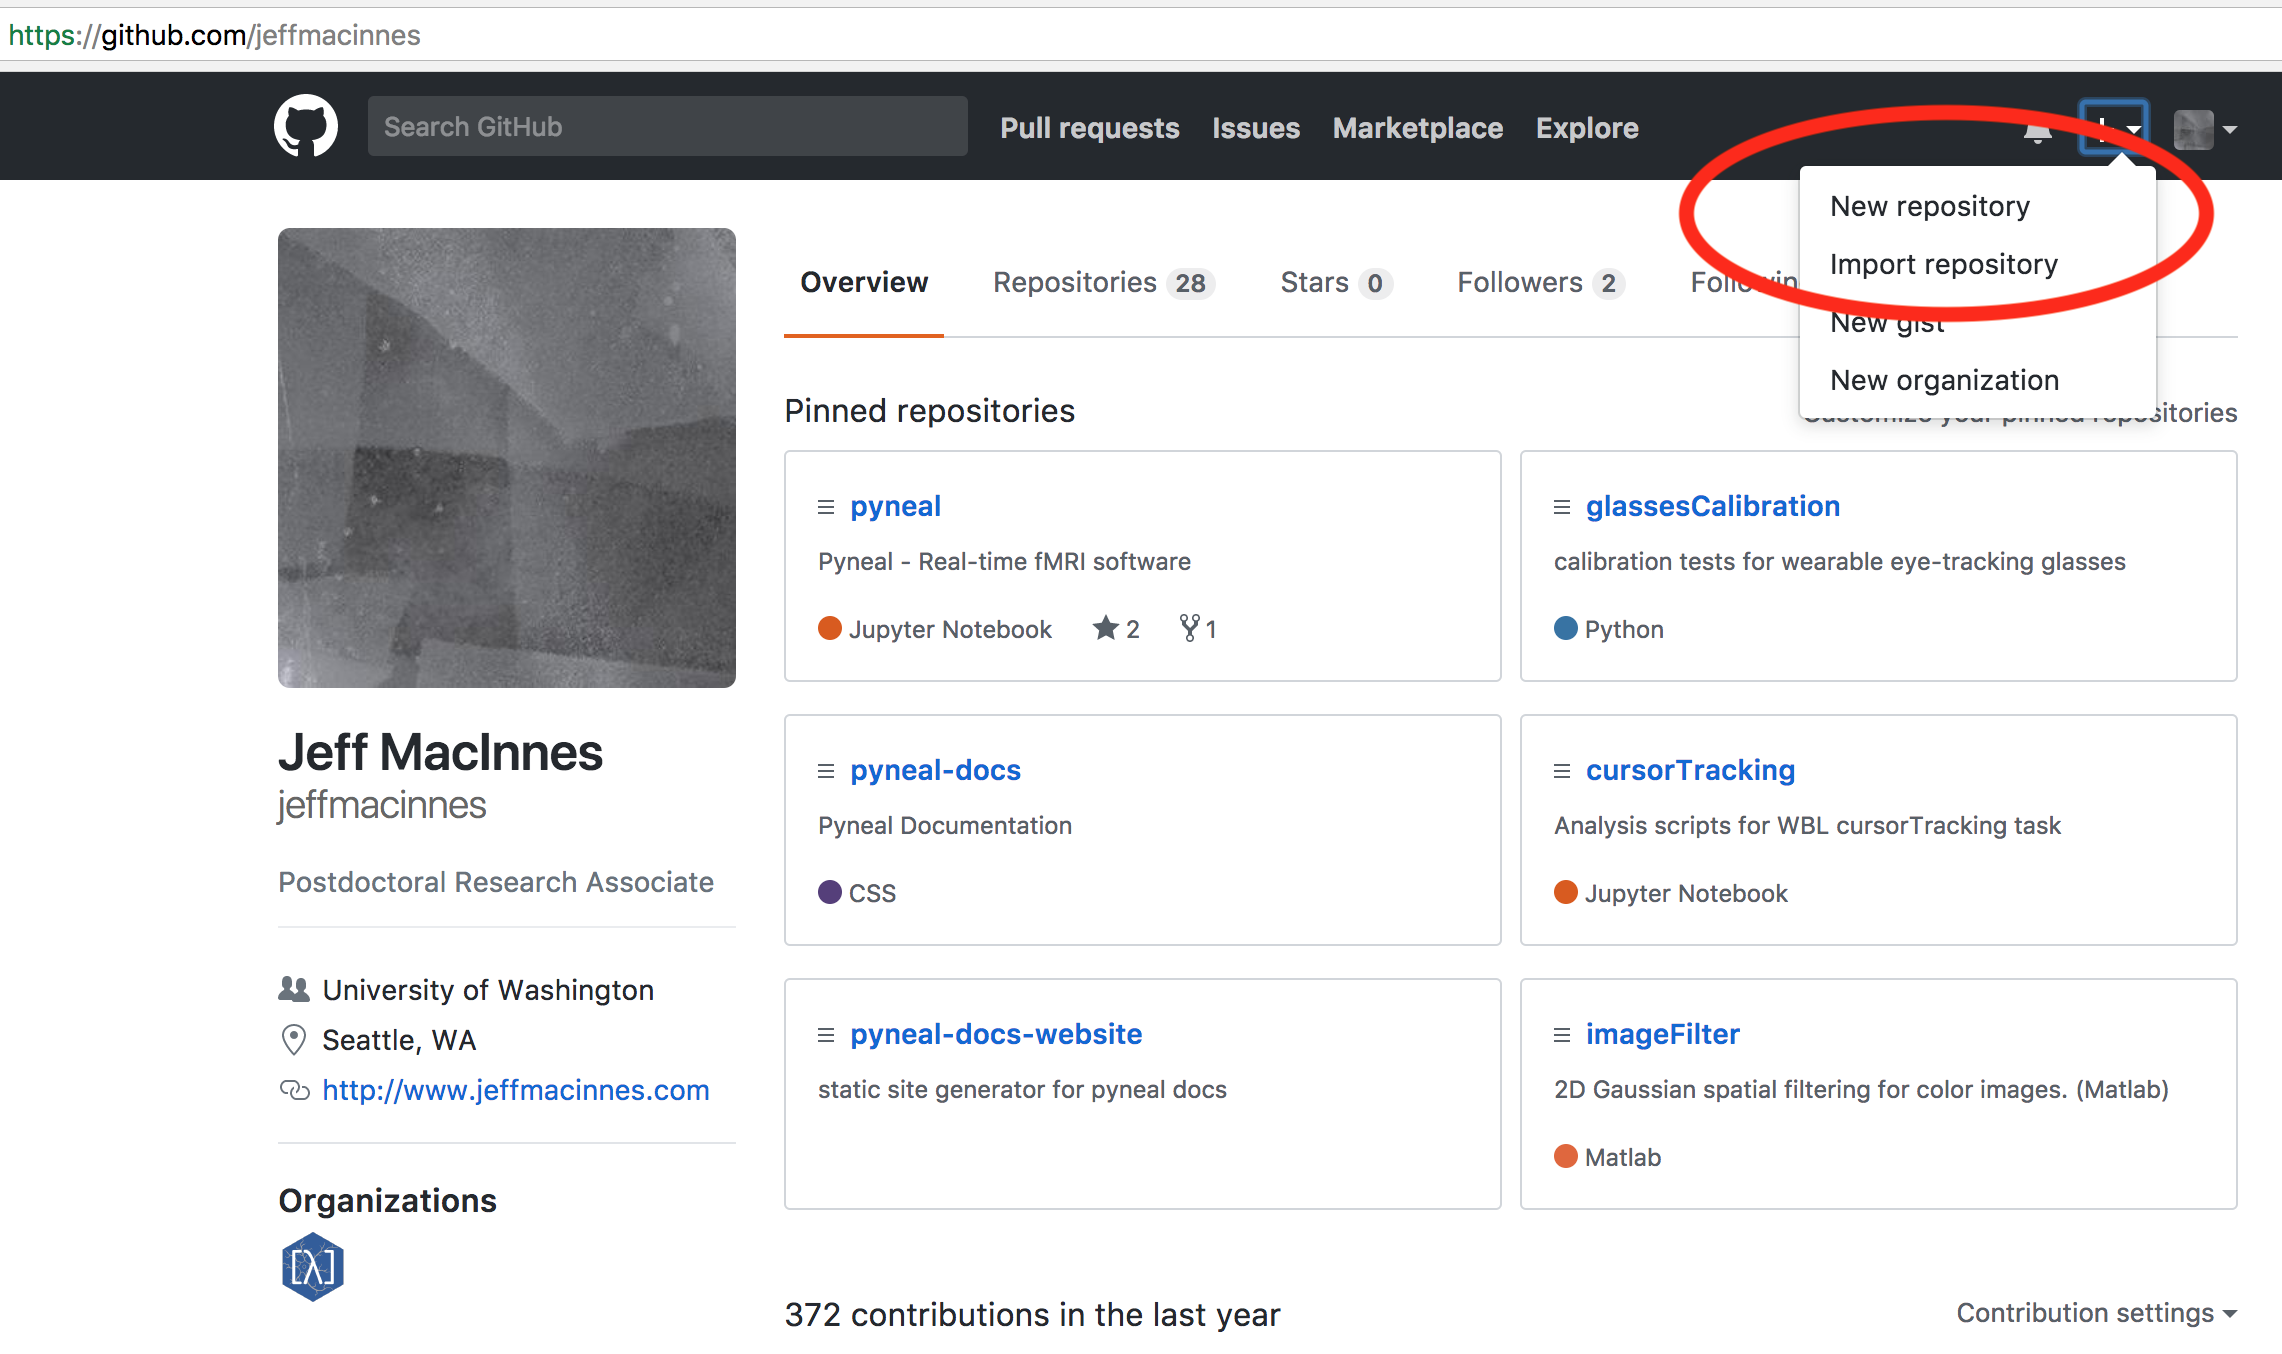 https://github.com/jeffmacinnes
Search GitHub
Pull requests Issues Marketplace Explore
New repository
Import repository
New gist
New organization
Overview Repositories 28 Stars 0 Followers 2
Pinned repositories
repositories
pyneal
Pyneal - Real-time fMRI software
Jupyter Notebook 2 1
glassesCalibration
calibration tests for wearable eye-tracking glasses
Python
pyneal-docs
Pyneal Documentation
CSS
cursorTracking
Analysis scripts for WBL cursorTracking task
Jupyter Notebook
pyneal-docs-website
static site generator for pyneal docs
imageFilter
2D Gaussian spatial filtering for color images. (Matlab)
Matlab
Jeff MacInnes
jeffmacinnes
Postdoctoral Research Associate
University of Washington
Seattle, WA
http://www.jeffmacinnes.com
Organizations
[λ]
372 contributions in the last year
Contribution settings